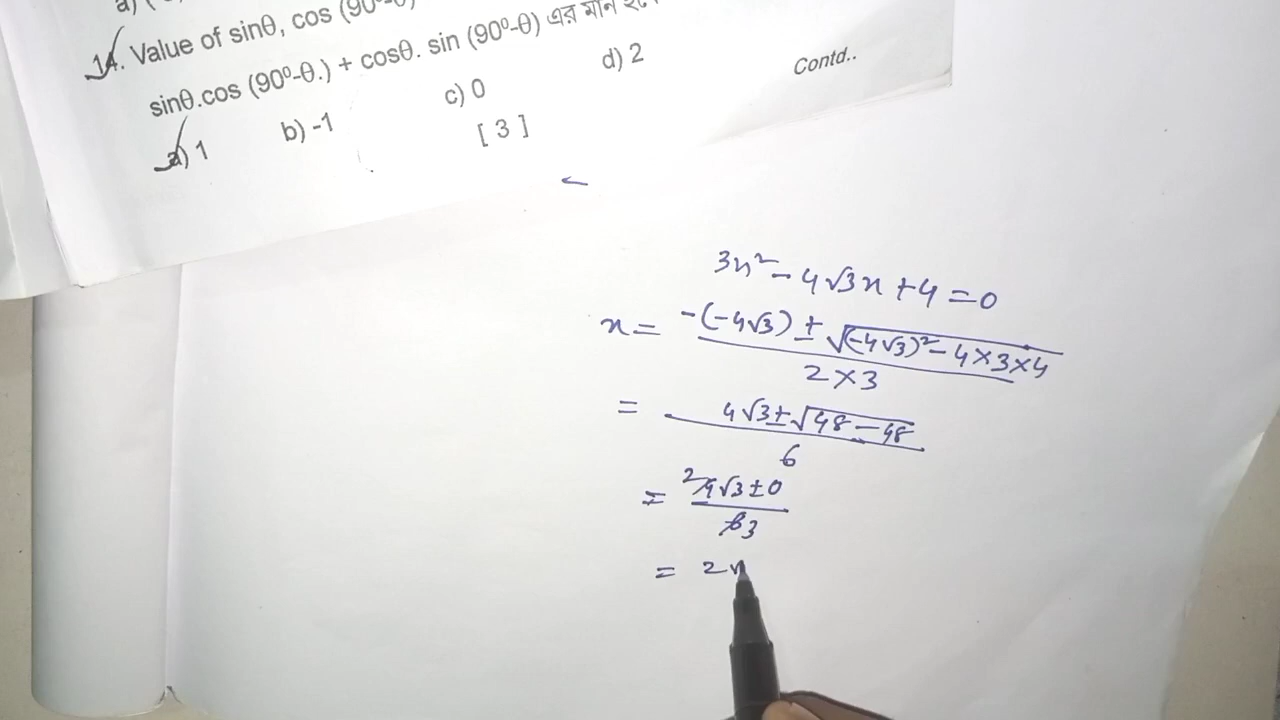 a) (
14. Value of sinθ, cos (90⁰-θ)
sinθ.cos (90⁰-θ.) + cosθ. sin (90⁰-θ) এর মান
a) 1 b) -1 c) 0 d) 2
Contd..
[ 3 ]
3x² - 4√3x + 4 = 0
x = -(-4√3) ± √(-4√3)² - 4×3×4
2×3
= 4√3 ± √48 - 48
6
= 2 4√3 ± 0
6 3
= 2